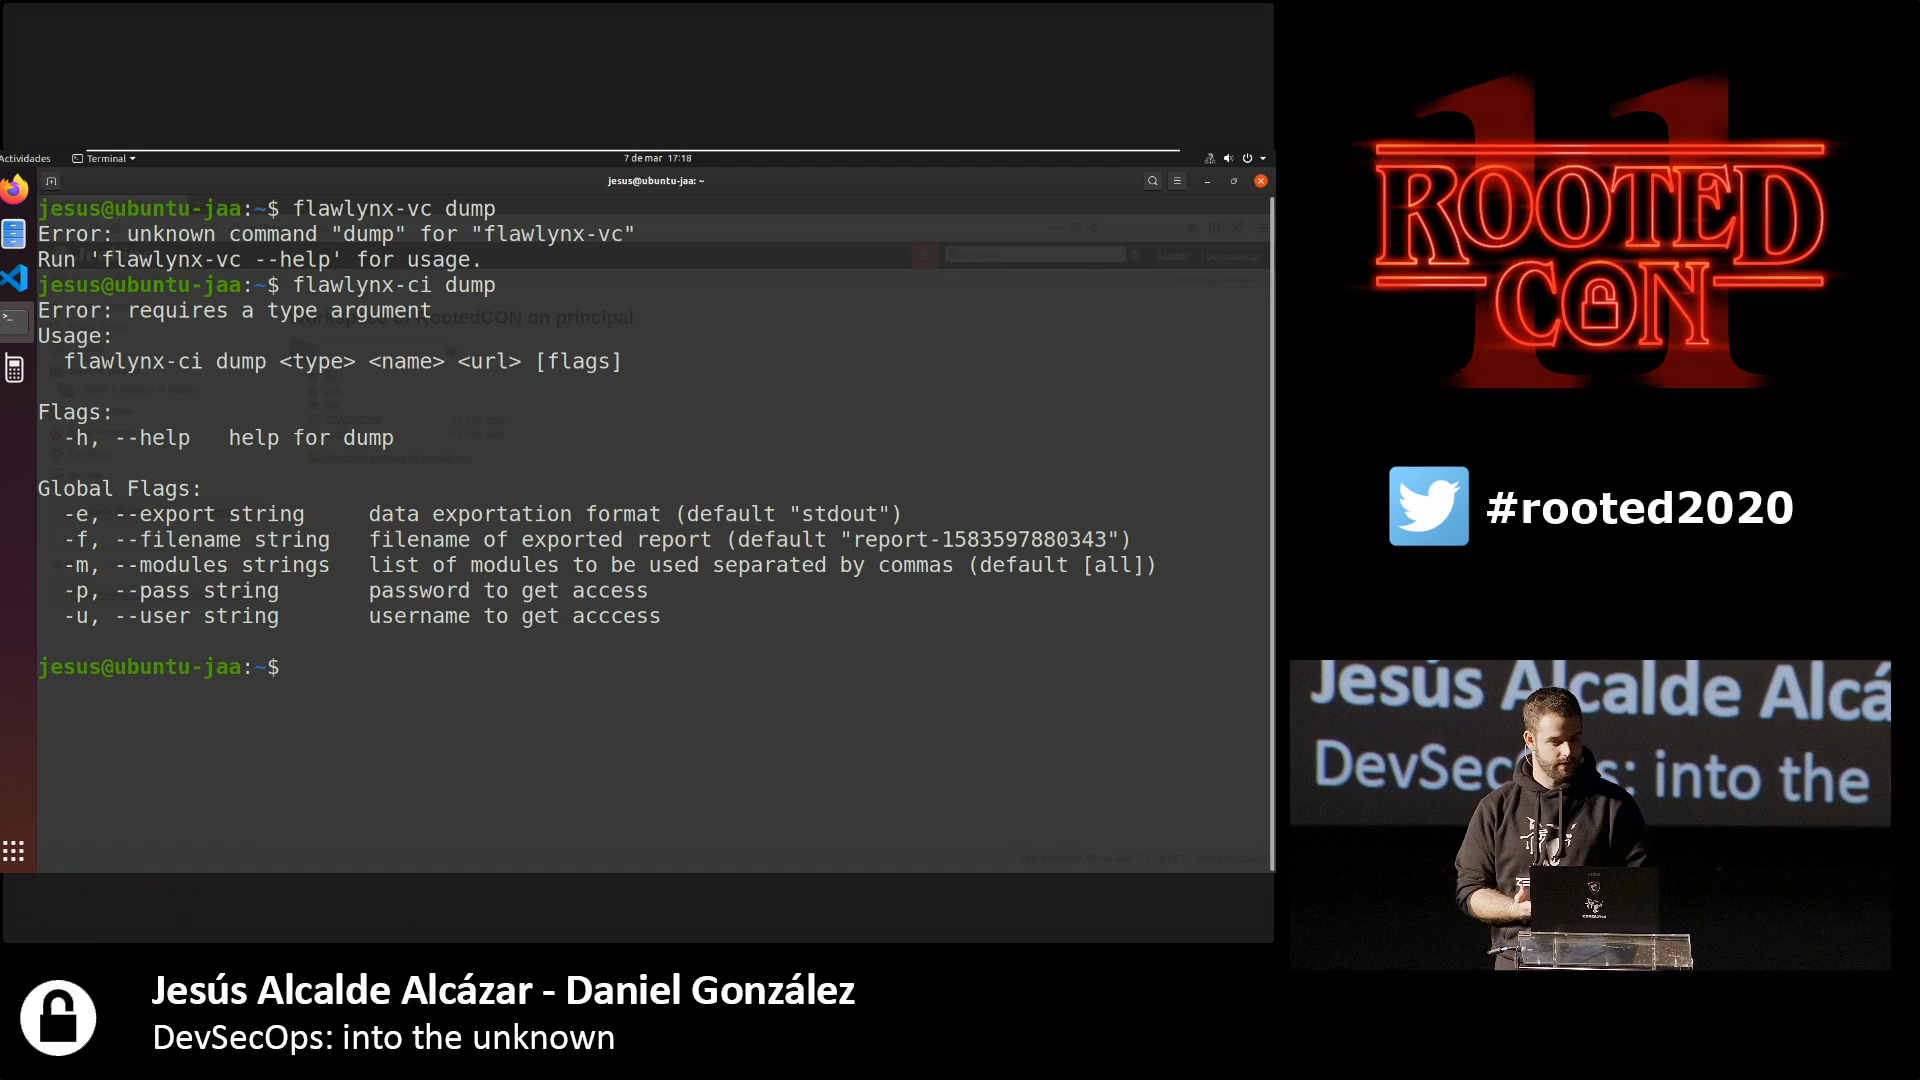 Actividades
Terminal
7 de mar 17:18
jesus@ubuntu-jaa: ~
jesus@ubuntu-jaa:~$ flawlynx-vc dump
Error: unknown command "dump" for "flawlynx-vc"
Run 'flawlynx-vc --help' for usage.
jesus@ubuntu-jaa:~$ flawlynx-ci dump
Error: requires a type argument
Usage:
flawlynx-ci dump <type> <name> <url> [flags]
Flags:
-h, --help help for dump
Global Flags:
-e, --export string data exportation format (default "stdout")
-f, --filename string filename of exported report (default "report-1583597880343")
-m, --modules strings list of modules to be used separated by commas (default [all])
-p, --pass string password to get access
-u, --user string username to get acccess
jesus@ubuntu-jaa:~$
ADMIN
RootedCON on principal
11
ROOTED
CON
#rooted2020
Jesús Alcalde Alcá
DevSecOps: into the
Jesús Alcalde Alcázar - Daniel González
DevSecOps: into the unknown